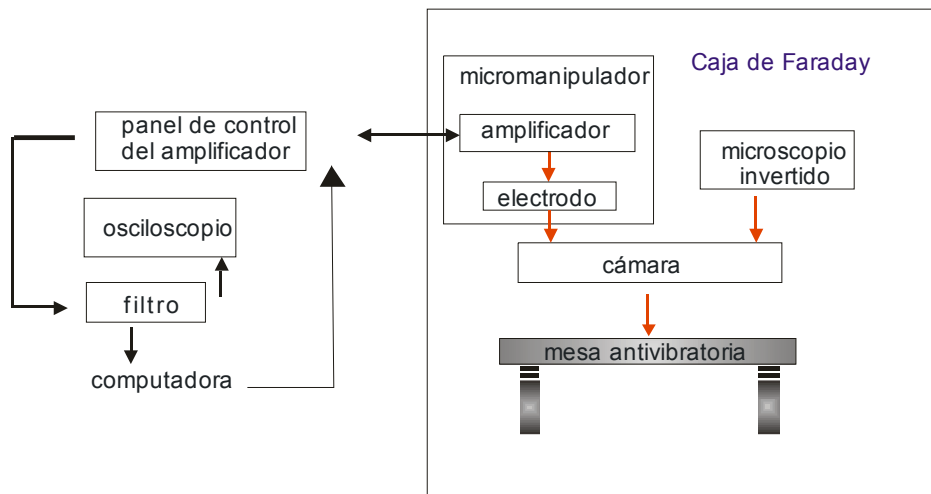 Caja de Faraday
micromanipulador
panel de control
del amplificador
amplificador
microscopio
invertido
electrodo
osciloscopio
cámara
filtro
mesa antivibratoria
computadora